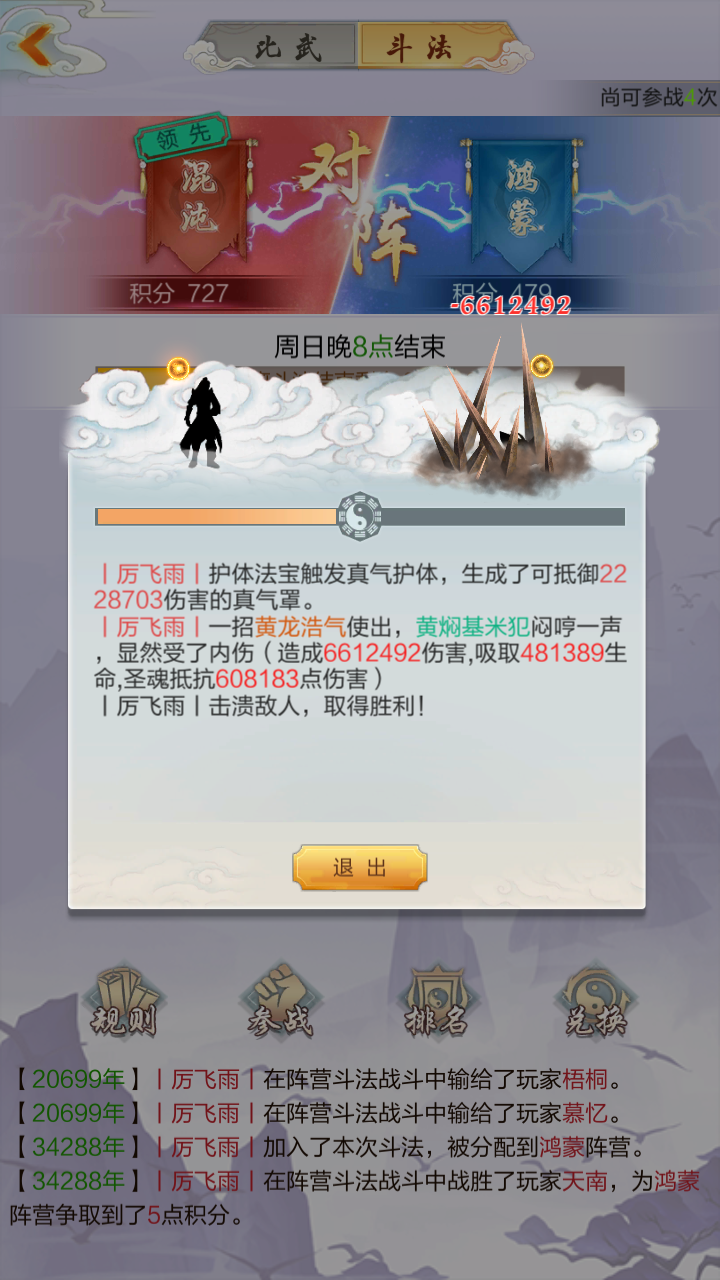 比武
斗法
尚可参战4次
领先
混沌
对阵
鸿蒙
积分 727
积分 479
-6612492
周日晚8点结束
丨厉飞雨丨护体法宝触发真气护体，生成了可抵御22
28703伤害的真气罩。
丨厉飞雨丨一招黄龙浩气使出，黄焖基米犯闷哼一声
，显然受了内伤（造成6612492伤害,吸取481389生
命,圣魂抵抗608183点伤害）
丨厉飞雨丨击溃敌人，取得胜利！
退出
规则
参战
排名
兑换
【20699年】丨厉飞雨丨在阵营斗法战斗中输给了玩家梧桐。
【20699年】丨厉飞雨丨在阵营斗法战斗中输给了玩家慕忆。
【34288年】丨厉飞雨丨加入了本次斗法，被分配到鸿蒙阵营。
【34288年】丨厉飞雨丨在阵营斗法战斗中战胜了玩家天南，为鸿蒙
阵营争取到了5点积分。